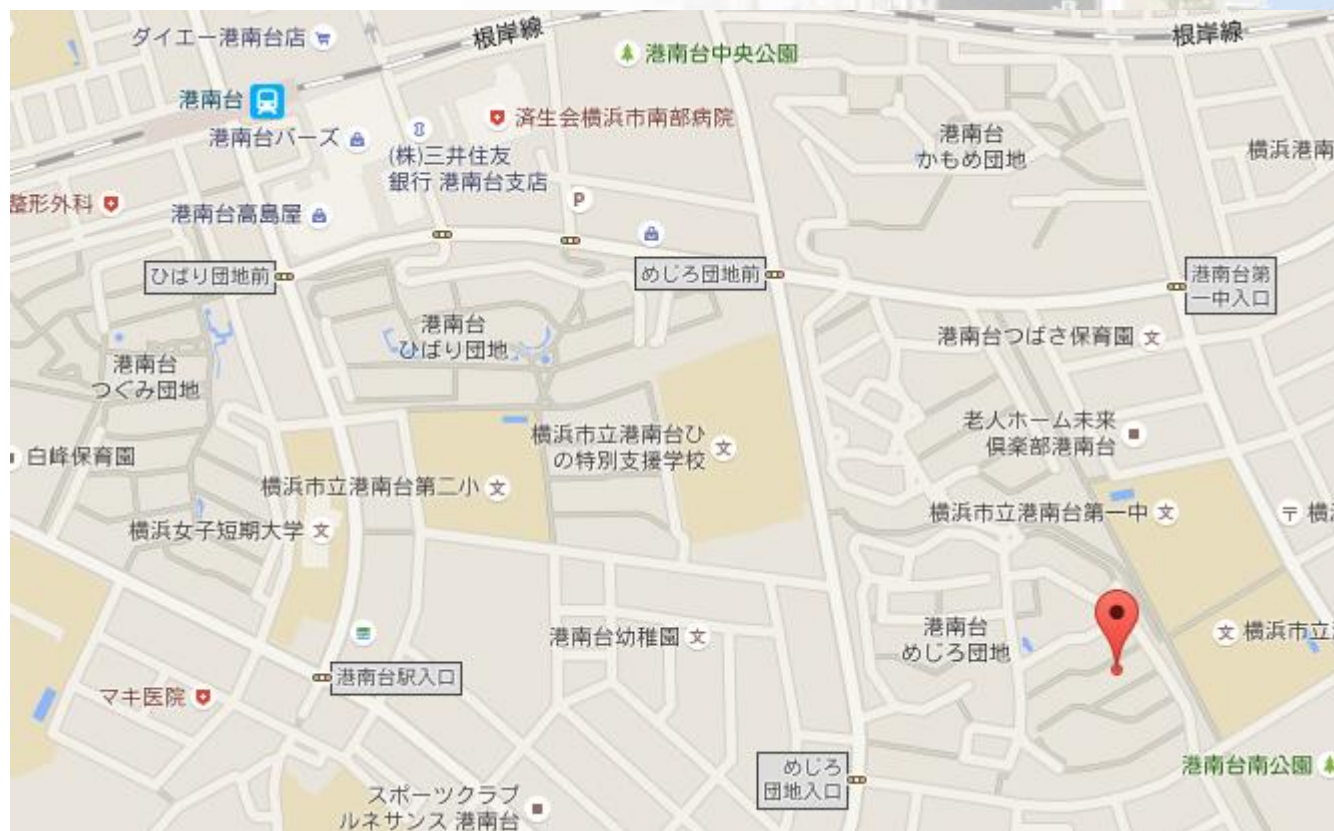 ダイエー港南台店
根岸線
港南台中央公園
根岸線
港南台
済生会横浜市南部病院
港南台バーズ
(株)三井住友
銀行 港南台支店
港南台
かもめ団地
横浜港南
整形外科
港南台高島屋
P
ひばり団地前
めじろ団地前
港南台第
一中入口
港南台
ひばり団地
港南台つばさ保育園
文
港南台
つぐみ団地
老人ホーム未来
倶楽部港南台
横浜市立港南台ひ
の特別支援学校
文
白峰保育園
横浜市立港南台第二小
文
横浜市立港南台第一中
文
〒
横浜女子短期大学
文
港南台幼稚園
文
港南台
めじろ団地
文
横浜市立
港南台駅入口
マキ医院
めじろ
団地入口
港南台南公園
スポーツクラブ
ルネサンス 港南台